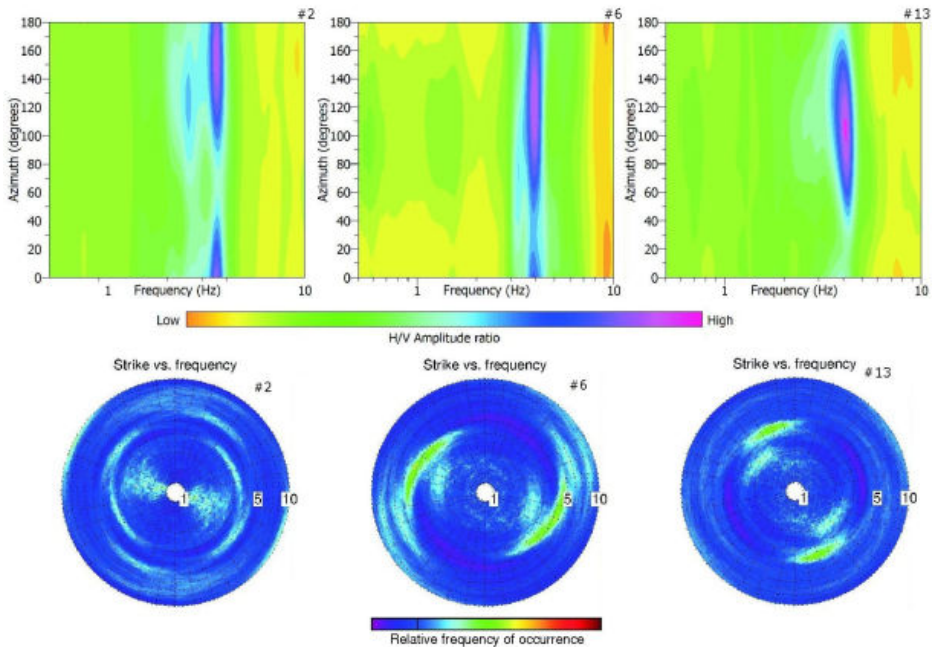 #2
#6
#13
180
160
140
120
100
80
60
40
20
0
Azimuth (degrees)
1 Frequency (Hz) 10
180
160
140
120
100
80
60
40
20
0
Azimuth (degrees)
1 Frequency (Hz) 10
180
160
140
120
100
80
60
40
20
0
Azimuth (degrees)
1 Frequency (Hz) 10
Low High
H/V Amplitude ratio
Strike vs. frequency
#2
1 5 10
Strike vs. frequency
#6
1 5 10
Strike vs. frequency
#13
1 5 10
Relative frequency of occurrence